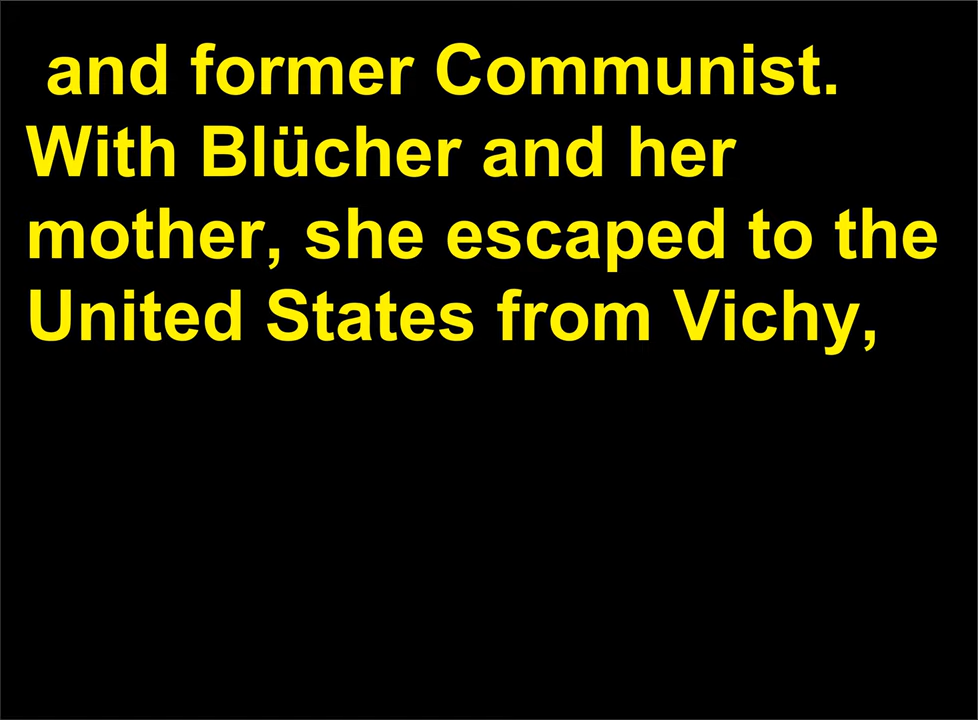 and former Communist.
With Blücher and her
mother, she escaped to the
United States from Vichy,